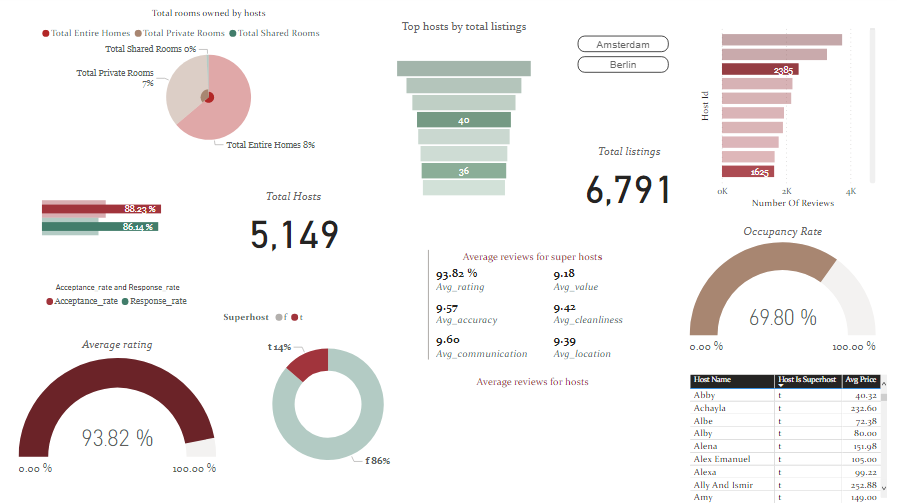 Total rooms owned by hosts
Total Entire Homes Total Private Rooms Total Shared Rooms
Total Shared Rooms 0%
Total Private Rooms
7%
Total Entire Homes 8%
Top hosts by total listings
40
36
Amsterdam
Berlin
Total listings
6,791
Host Id
2385
1625
0K 2K 4K
Number Of Reviews
88.23 %
86.14 %
Acceptance_rate and Response_rate
Acceptance_rate Response_rate
Total Hosts
5,149
Average reviews for super hosts
93.82 % 9.18
Avg_rating Avg_value
9.57 9.42
Avg_accuracy Avg_cleanliness
9.60 9.39
Avg_communication Avg_location
Average reviews for hosts
Occupancy Rate
69.80 %
0.00 % 100.00 %
Average rating
93.82 %
0.00 % 100.00 %
Superhost f t
t 14%
f 86%
Host Name Host Is Superhost Avg Price
Abby t 40.32
Achayla t 232.60
Albe t 72.38
Alby t 80.00
Alena t 151.98
Alex Emanuel t 105.00
Alexa t 99.22
Ally And Ismir t 252.88
Amy t 149.00